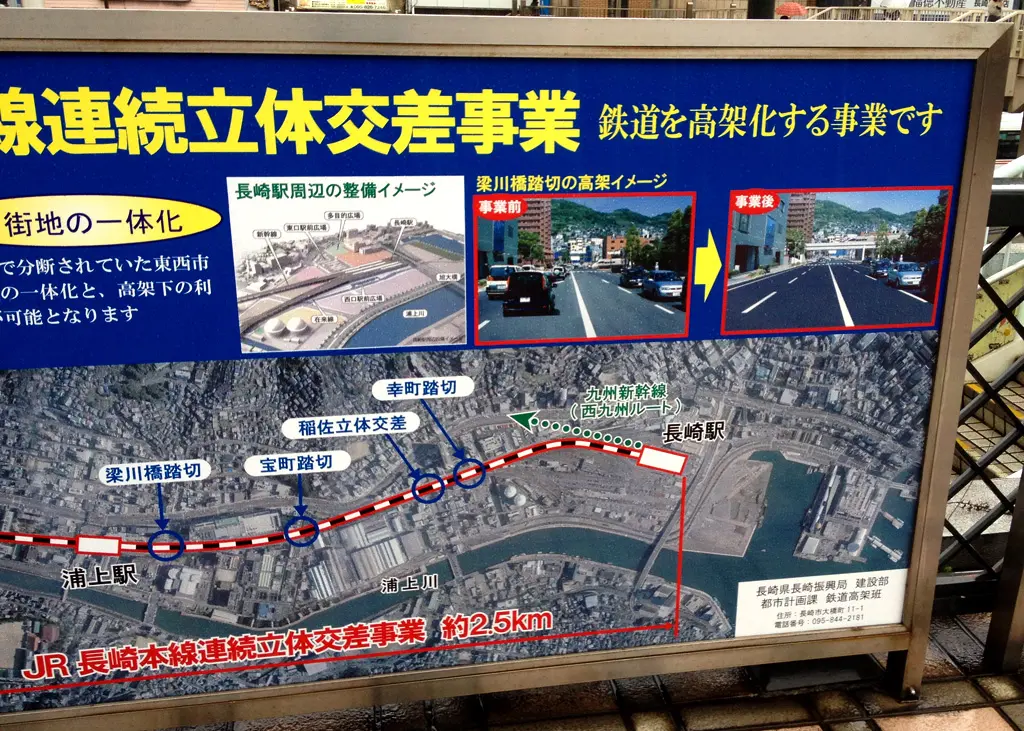 線連続立体交差事業
鉄道を高架化する事業です
街地の一体化
で分断されていた東西市
の一体化と、高架下の利
可能となります
長崎駅周辺の整備イメージ
多目的広場
長崎駅
東口駅前広場
新幹線
旭大橋
西口駅前広場
浦上川
在来線
梁川橋踏切の高架イメージ
事業前
事業後
幸町踏切
稲佐立体交差
宝町踏切
梁川橋踏切
九州新幹線
(西九州ルート)
長崎駅
浦上駅
浦上川
JR 長崎本線連続立体交差事業 約2.5km
長崎県長崎振興局 建設部
都市計画課 鉄道高架班
住所:長崎市大橋町 11-1
電話番号:095-844-2181